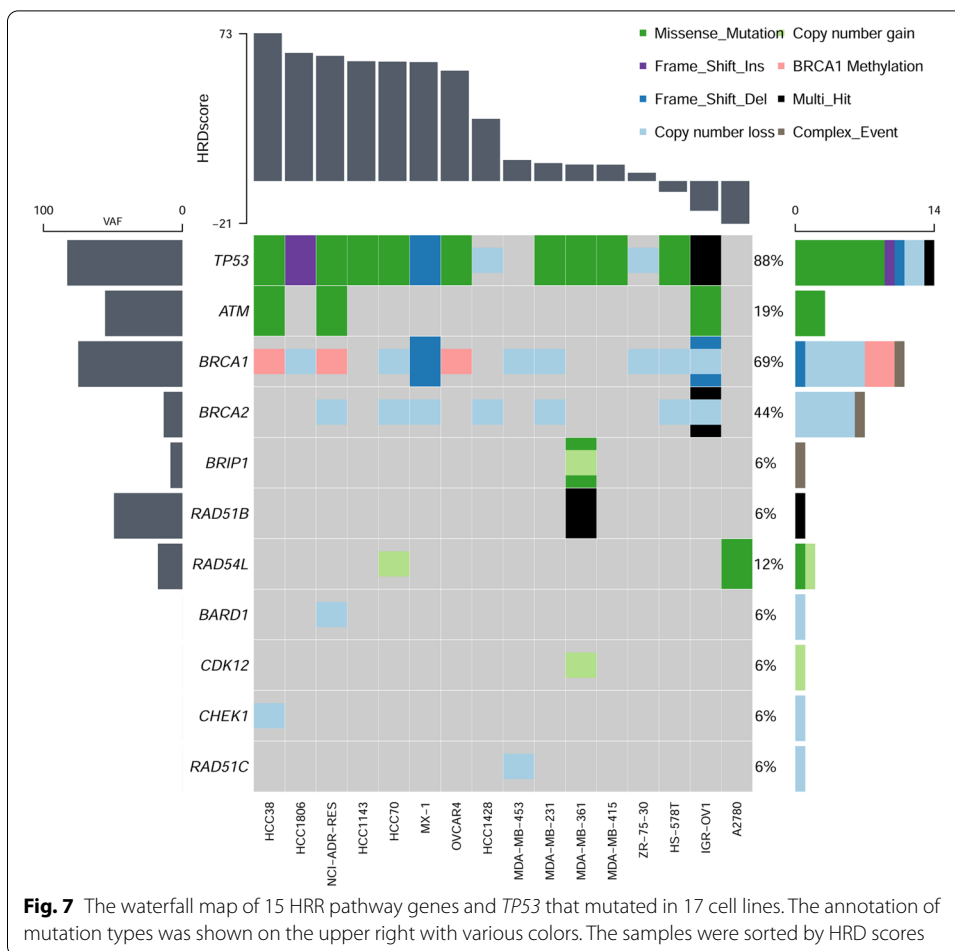 73
HRDscore
−21
Missense_Mutation
Copy number gain
Frame_Shift_Ins
BRCA1 Methylation
Frame_Shift_Del
Multi_Hit
Copy number loss
Complex_Event
100
0
VAF
0
14
TP53
88%
ATM
19%
BRCA1
69%
BRCA2
44%
BRIP1
6%
RAD51B
6%
RAD54L
12%
BARD1
6%
CDK12
6%
CHEK1
6%
RAD51C
6%
HCC38
HCC1806
NCI−ADR−RES
HCC1143
HCC70
MX−1
OVCAR4
HCC1428
MDA−MB−453
MDA−MB−231
MDA−MB−361
MDA−MB−415
ZR−75−30
HS−578T
IGR−OV1
A2780
Fig. 7 The waterfall map of 15 HRR pathway genes and TP53 that mutated in 17 cell lines. The annotation of
mutation types was shown on the upper right with various colors. The samples were sorted by HRD scores